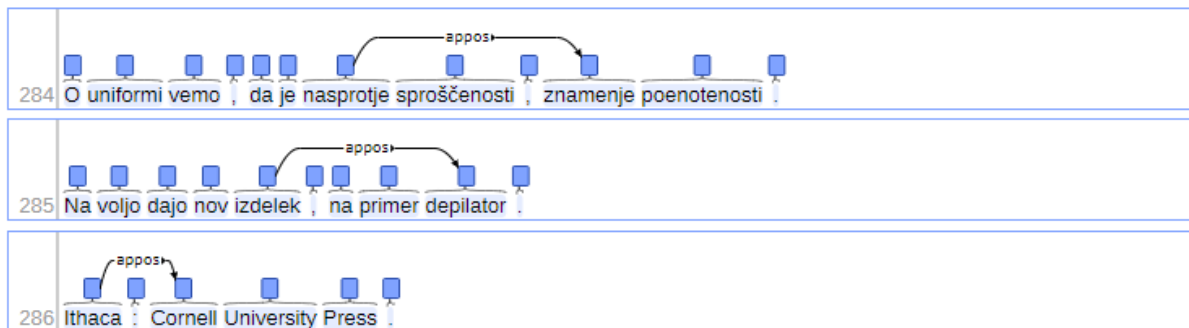 appos
284 O uniformi vemo , da je nasprotje sproščenosti , znamenje poenotenosti .
appos
285 Na voljo dajo nov izdelek , na primer depilator .
appos
286 Ithaca : Cornell University Press .